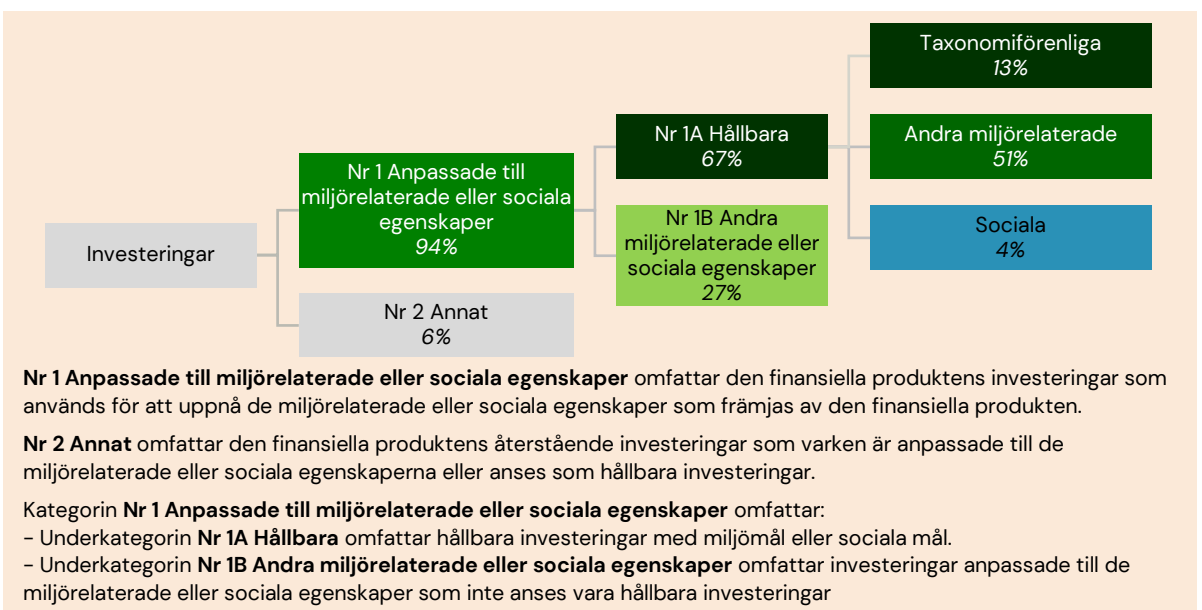 Investeringar
Nr 1 Anpassade till
miljörelaterade eller sociala
egenskaper
94%
Nr 2 Annat
6%
Nr 1A Hållbara
67%
Nr 1B Andra
miljörelaterade eller
sociala egenskaper
27%
Taxonomiförenliga
13%
Andra miljörelaterade
51%
Sociala
4%
Nr 1 Anpassade till miljörelaterade eller sociala egenskaper omfattar den finansiella produktens investeringar som
används för att uppnå de miljörelaterade eller sociala egenskaper som främjas av den finansiella produkten.
Nr 2 Annat omfattar den finansiella produktens återstående investeringar som varken är anpassade till de
miljörelaterade eller sociala egenskaperna eller anses som hållbara investeringar.
Kategorin Nr 1 Anpassade till miljörelaterade eller sociala egenskaper omfattar:
- Underkategorin Nr 1A Hållbara omfattar hållbara investeringar med miljömål eller sociala mål.
- Underkategorin Nr 1B Andra miljörelaterade eller sociala egenskaper omfattar investeringar anpassade till de
miljörelaterade eller sociala egenskaper som inte anses vara hållbara investeringar